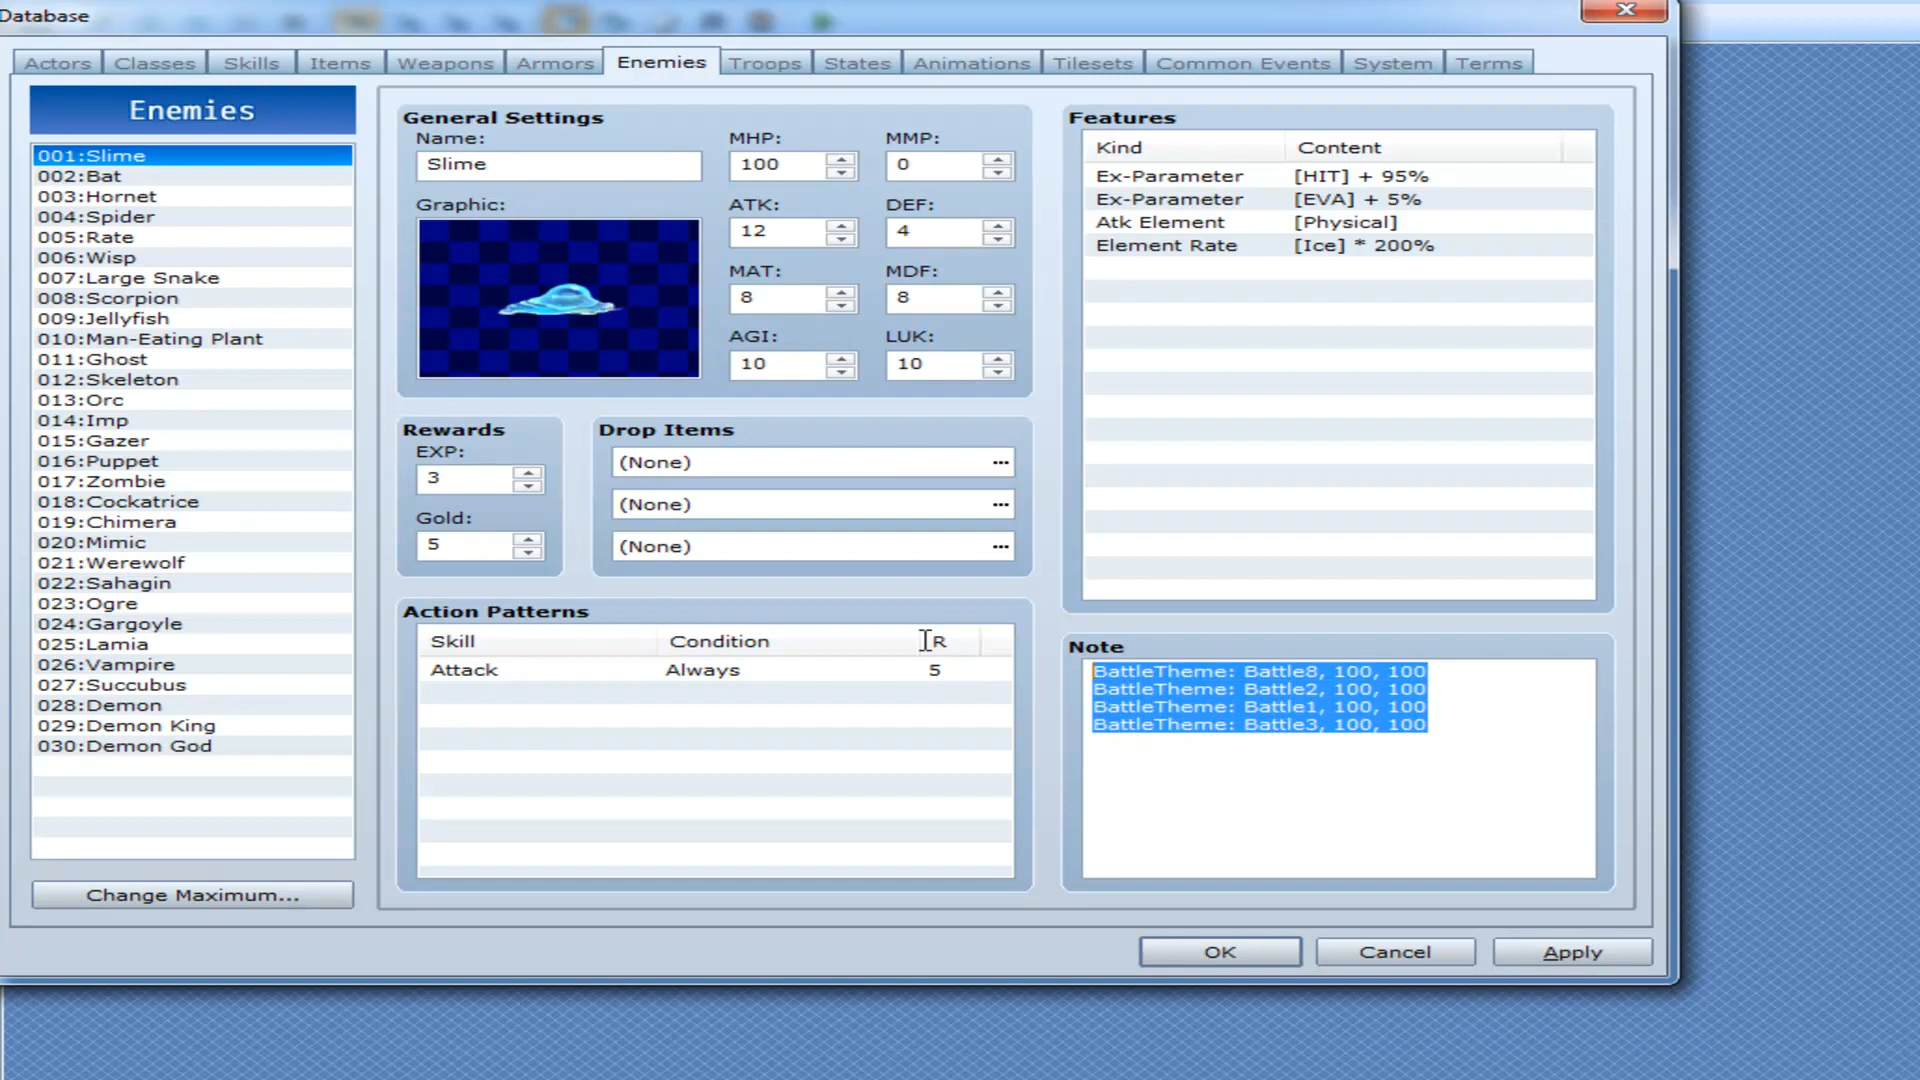 Database
Actors Classes Skills Items Weapons Armors Enemies Troops States Animations Tilesets Common Events System Terms
Enemies
001:Slime
002:Bat
003:Hornet
004:Spider
005:Rate
006:Wisp
007:Large Snake
008:Scorpion
009:Jellyfish
010:Man-Eating Plant
011:Ghost
012:Skeleton
013:Orc
014:Imp
015:Gazer
016:Puppet
017:Zombie
018:Cockatrice
019:Chimera
020:Mimic
021:Werewolf
022:Sahagin
023:Ogre
024:Gargoyle
025:Lamia
026:Vampire
027:Succubus
028:Demon
029:Demon King
030:Demon God
Change Maximum...
General Settings
Name: MHP: MMP:
Slime 100 0
Graphic: ATK: DEF:
12 4
MAT: MDF:
8 8
AGI: LUK:
10 10
Rewards
EXP:
3
Gold:
5
Drop Items
(None) ...
(None) ...
(None) ...
Action Patterns
Skill Condition R
Attack Always 5
Features
Kind Content
Ex-Parameter [HIT] + 95%
Ex-Parameter [EVA] + 5%
Atk Element [Physical]
Element Rate [Ice] * 200%
Note
BattleTheme: Battle8, 100, 100
BattleTheme: Battle2, 100, 100
BattleTheme: Battle1, 100, 100
BattleTheme: Battle3, 100, 100
OK Cancel Apply